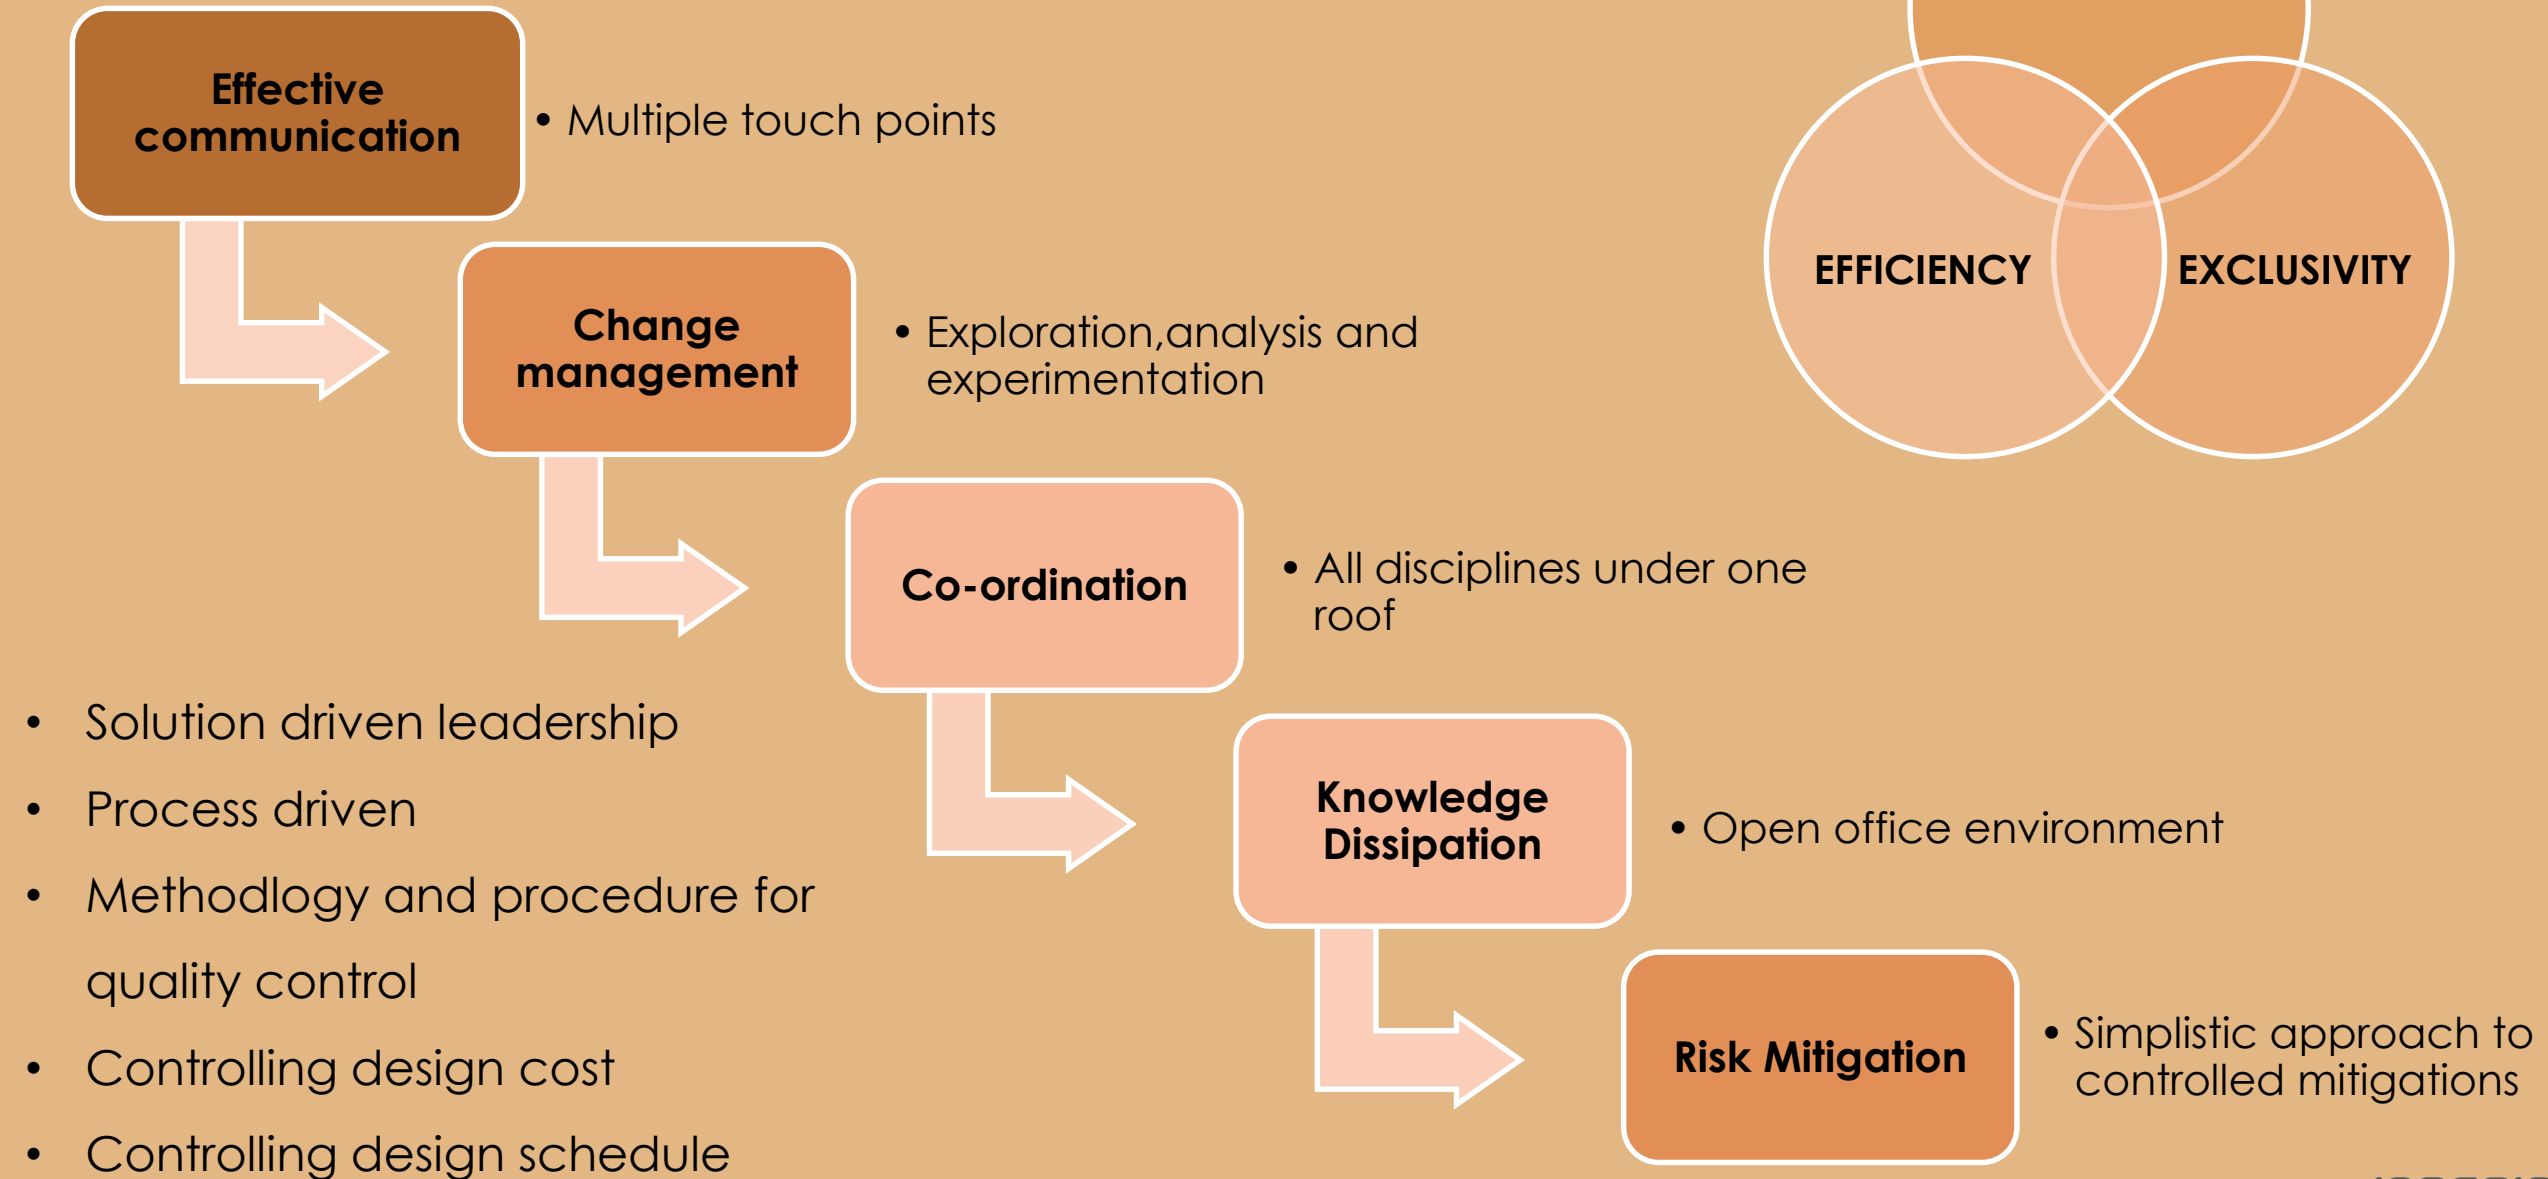 Effective
communication
• Multiple touch points
EFFICIENCY
EXCLUSIVITY
Change
management
• Exploration,analysis and
experimentation
Co-ordination
• All disciplines under one
roof
• Solution driven leadership
• Process driven
• Methodlogy and procedure for
quality control
• Controlling design cost
• Controlling design schedule
Knowledge
Dissipation
• Open office environment
Risk Mitigation
• Simplistic approach to
controlled mitigations